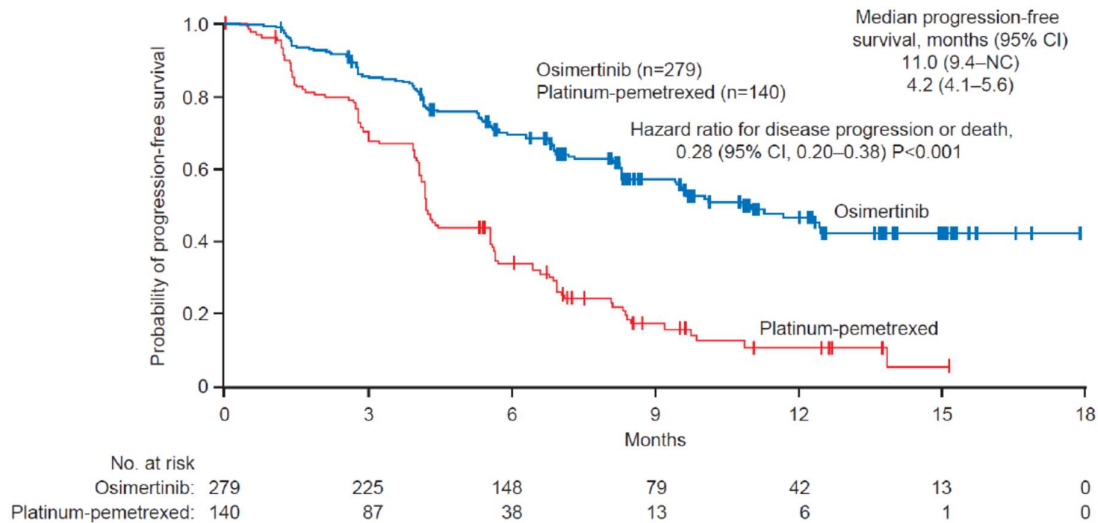 Probability of progression-free survival
1.0
0.8
0.6
0.4
0.2
0
Median progression-free
survival, months (95% CI)
Osimertinib (n=279) 11.0 (9.4–NC)
Platinum-pemetrexed (n=140) 4.2 (4.1–5.6)
Hazard ratio for disease progression or death,
0.28 (95% CI, 0.20–0.38) P<0.001
Osimertinib
Platinum-pemetrexed
0 3 6 9 12 15 18
Months
No. at risk
Osimertinib: 279 225 148 79 42 13 0
Platinum-pemetrexed: 140 87 38 13 6 1 0